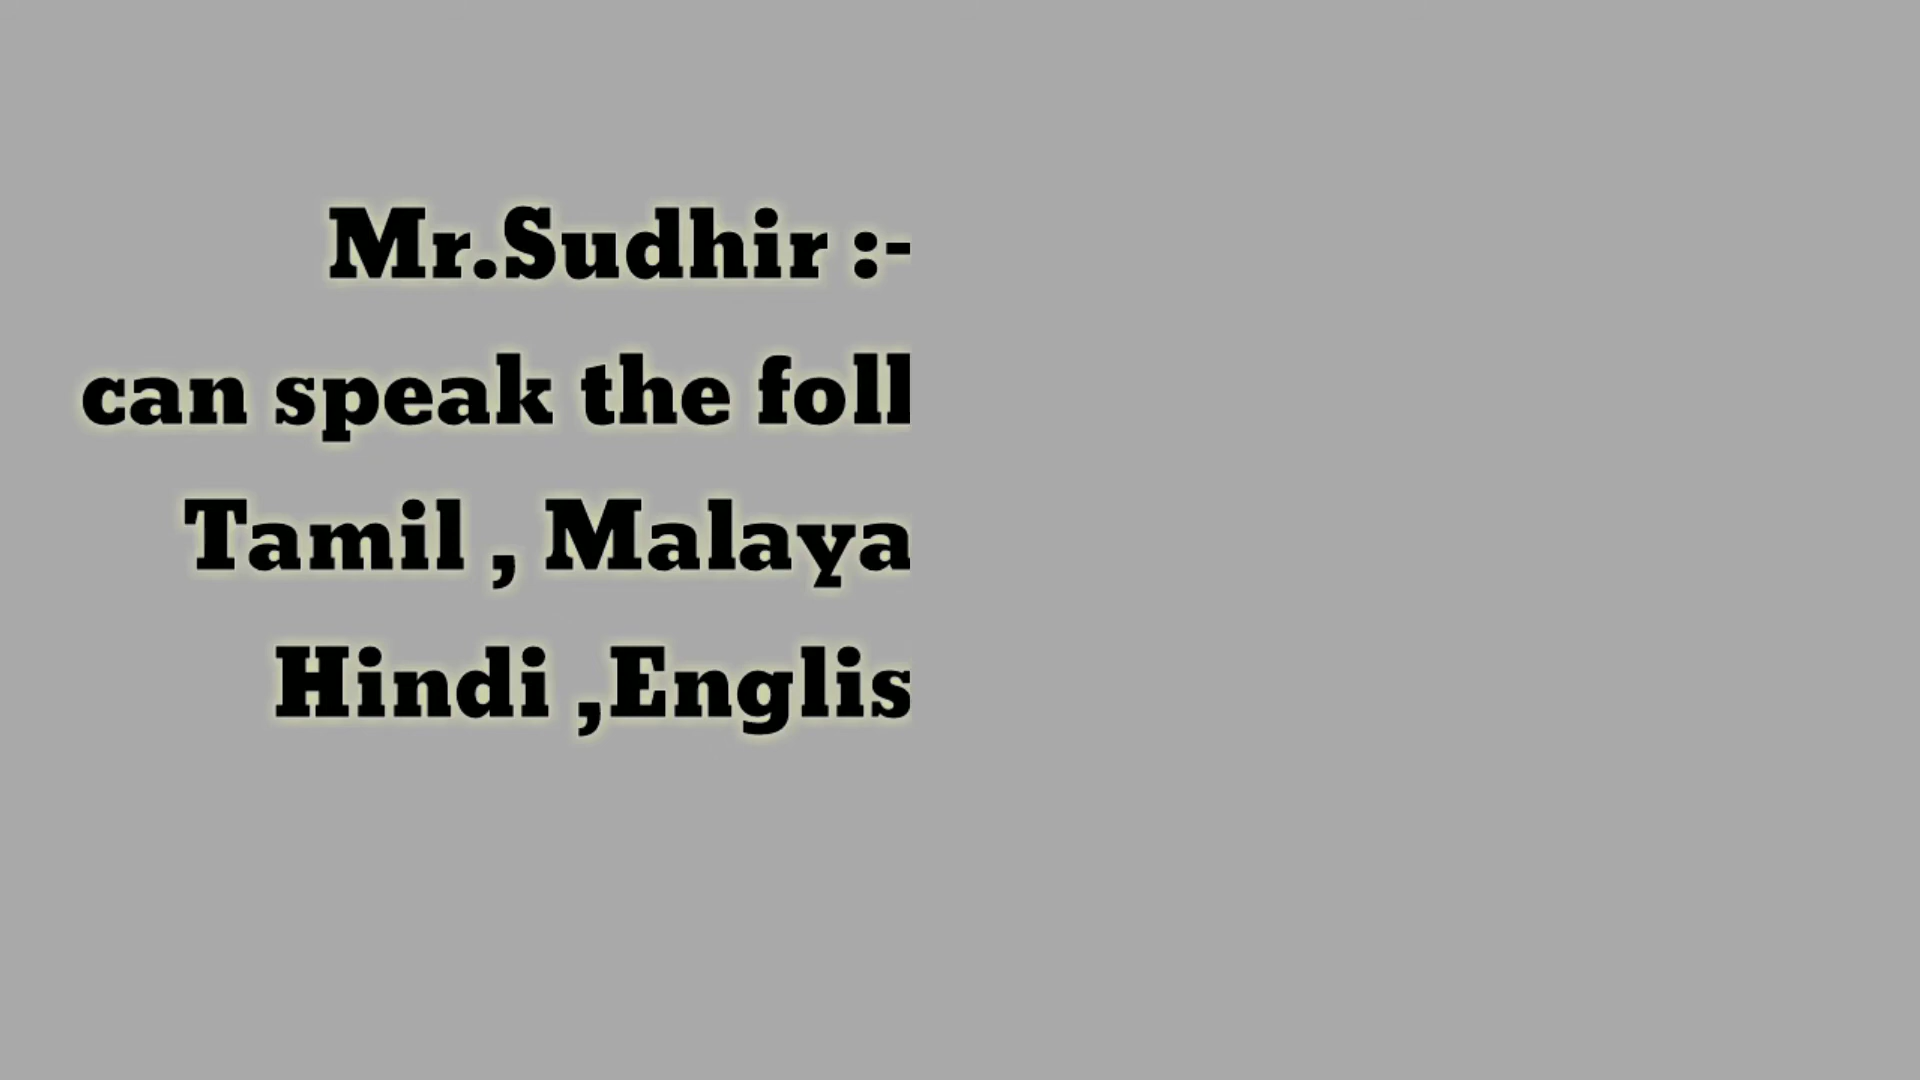 Mr.Sudhir :-
can speak the foll
Tamil , Malaya
Hindi ,Englis